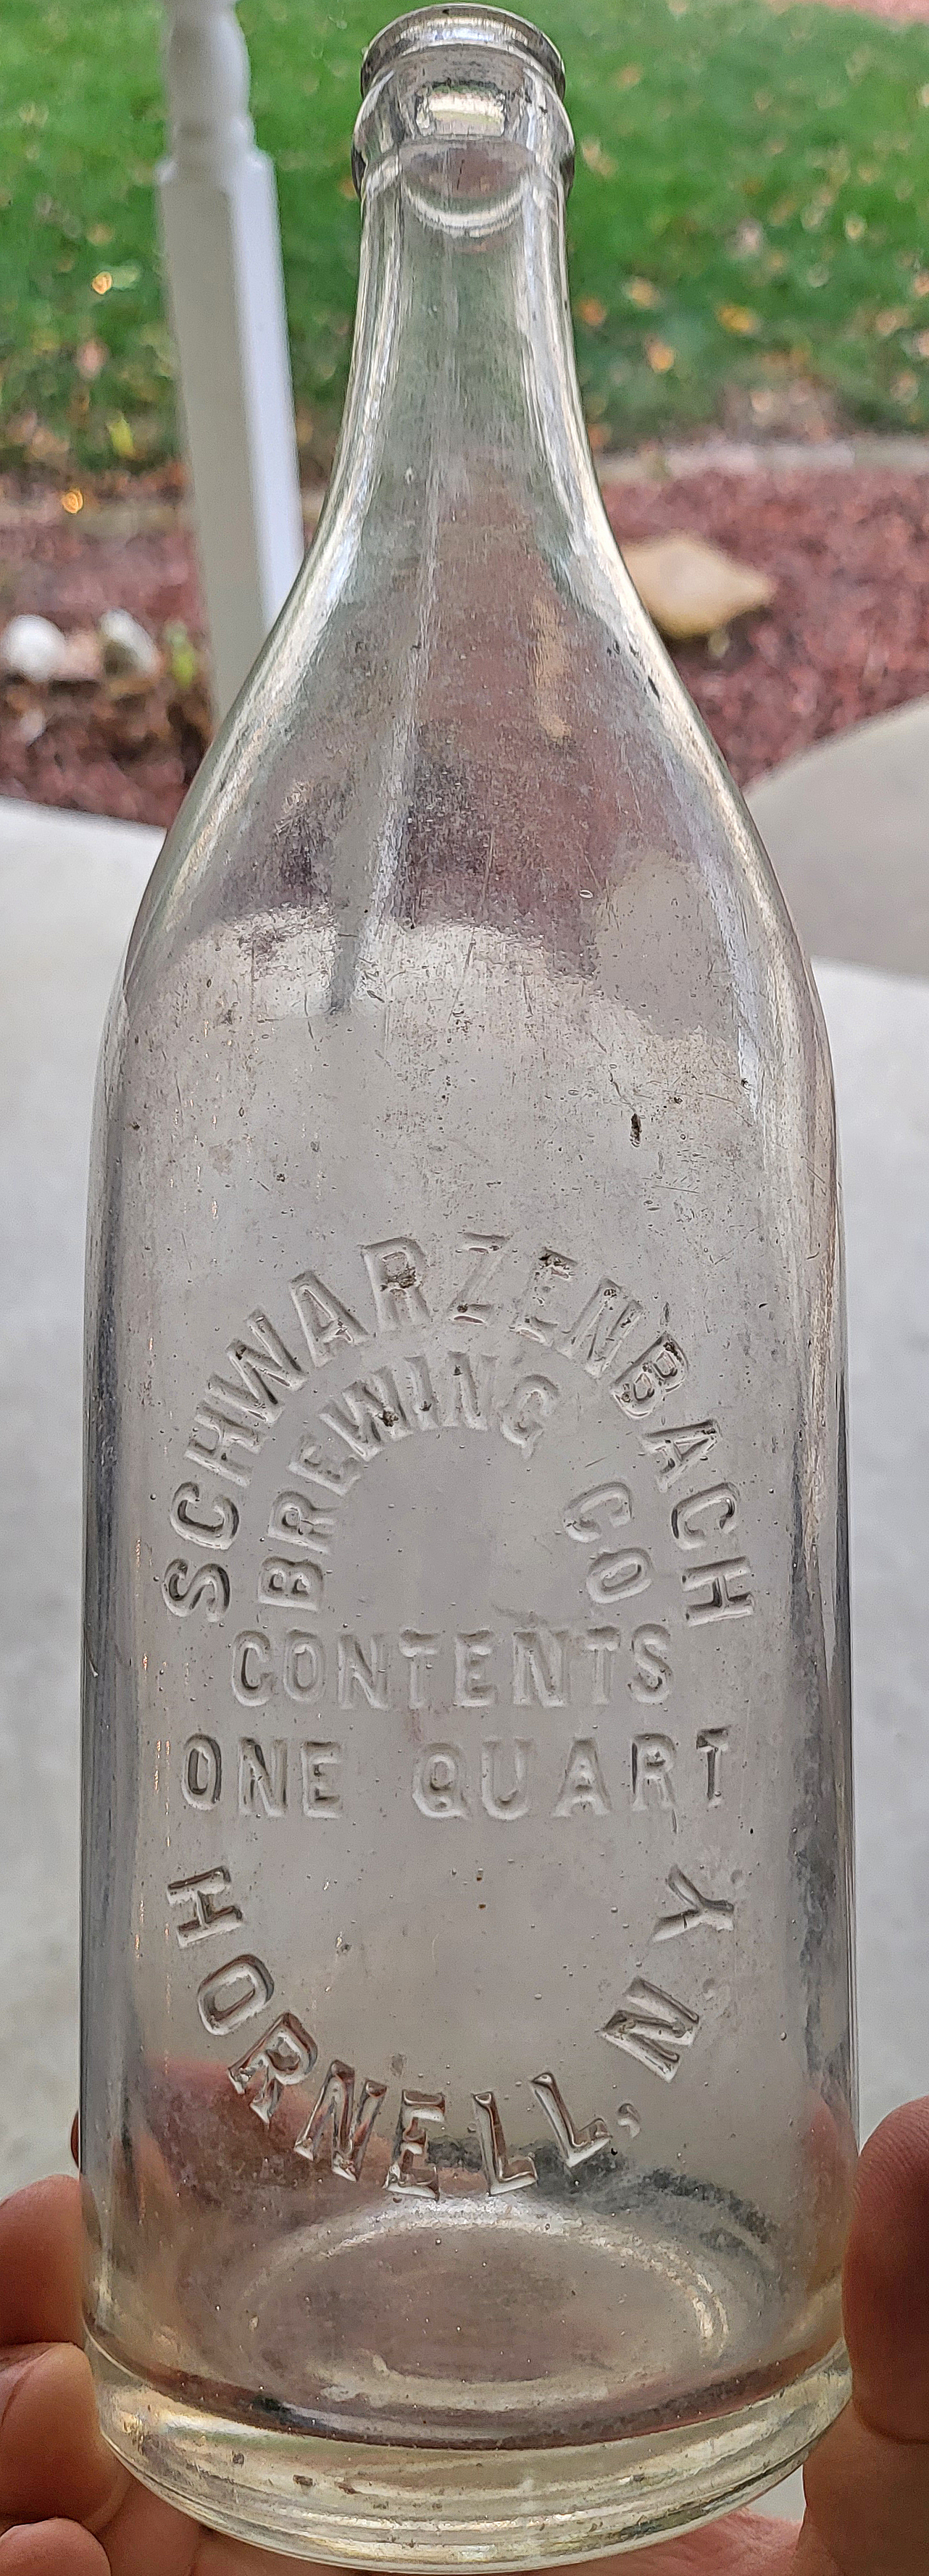 SCHWARZENBACH
BREWING CO
CONTENTS
ONE QUART
HORNELL, N.Y.